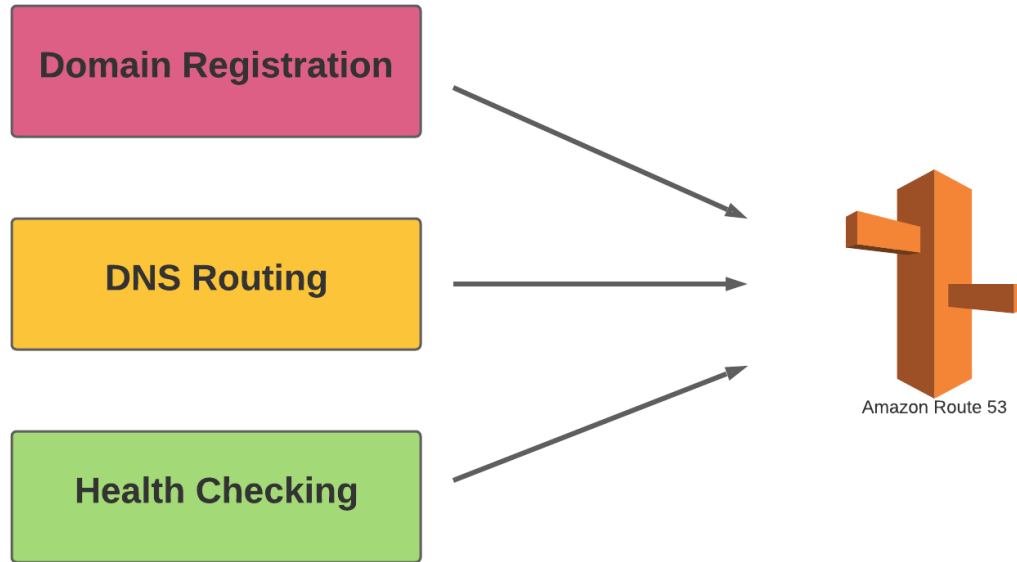 Domain Registration
DNS Routing
Health Checking
Amazon Route 53